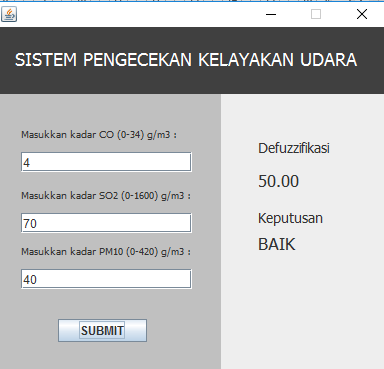 SISTEM PENGECEKAN KELAYAKAN UDARA
Masukkan kadar CO (0-34) g/m3 :
4
Masukkan kadar SO2 (0-1600) g/m3 :
70
Masukkan kadar PM10 (0-420) g/m3 :
40
SUBMIT
Defuzzifikasi
50.00
Keputusan
BAIK